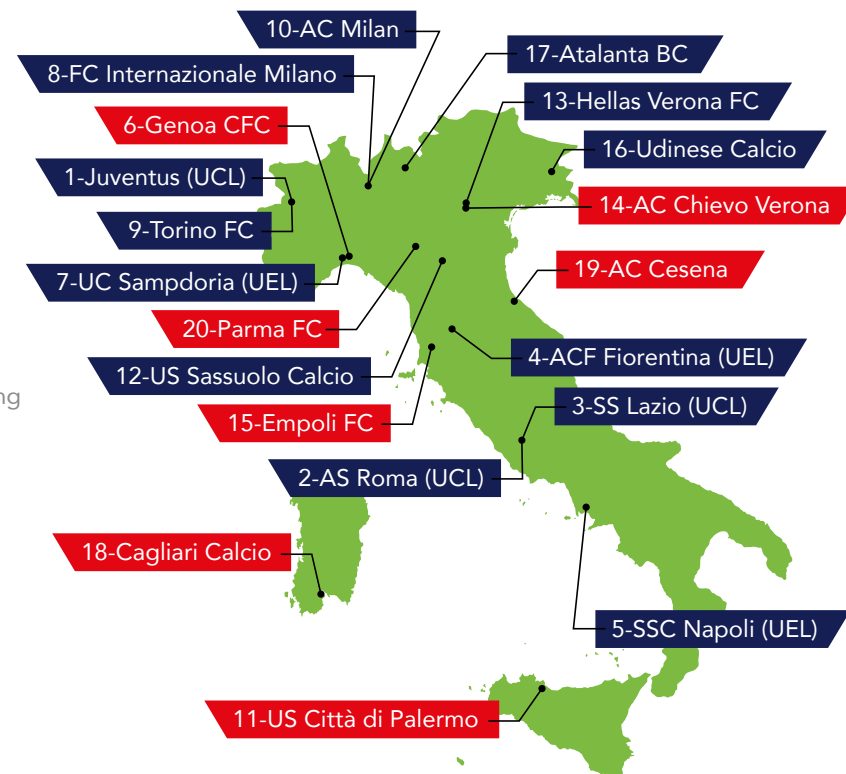 10-AC Milan
17-Atalanta BC
8-FC Internazionale Milano
13-Hellas Verona FC
6-Genoa CFC
16-Udinese Calcio
1-Juventus (UCL)
14-AC Chievo Verona
9-Torino FC
19-AC Cesena
7-UC Sampdoria (UEL)
20-Parma FC
4-ACF Fiorentina (UEL)
12-US Sassuolo Calcio
ng
3-SS Lazio (UCL)
15-Empoli FC
2-AS Roma (UCL)
18-Cagliari Calcio
5-SSC Napoli (UEL)
11-US Città di Palermo